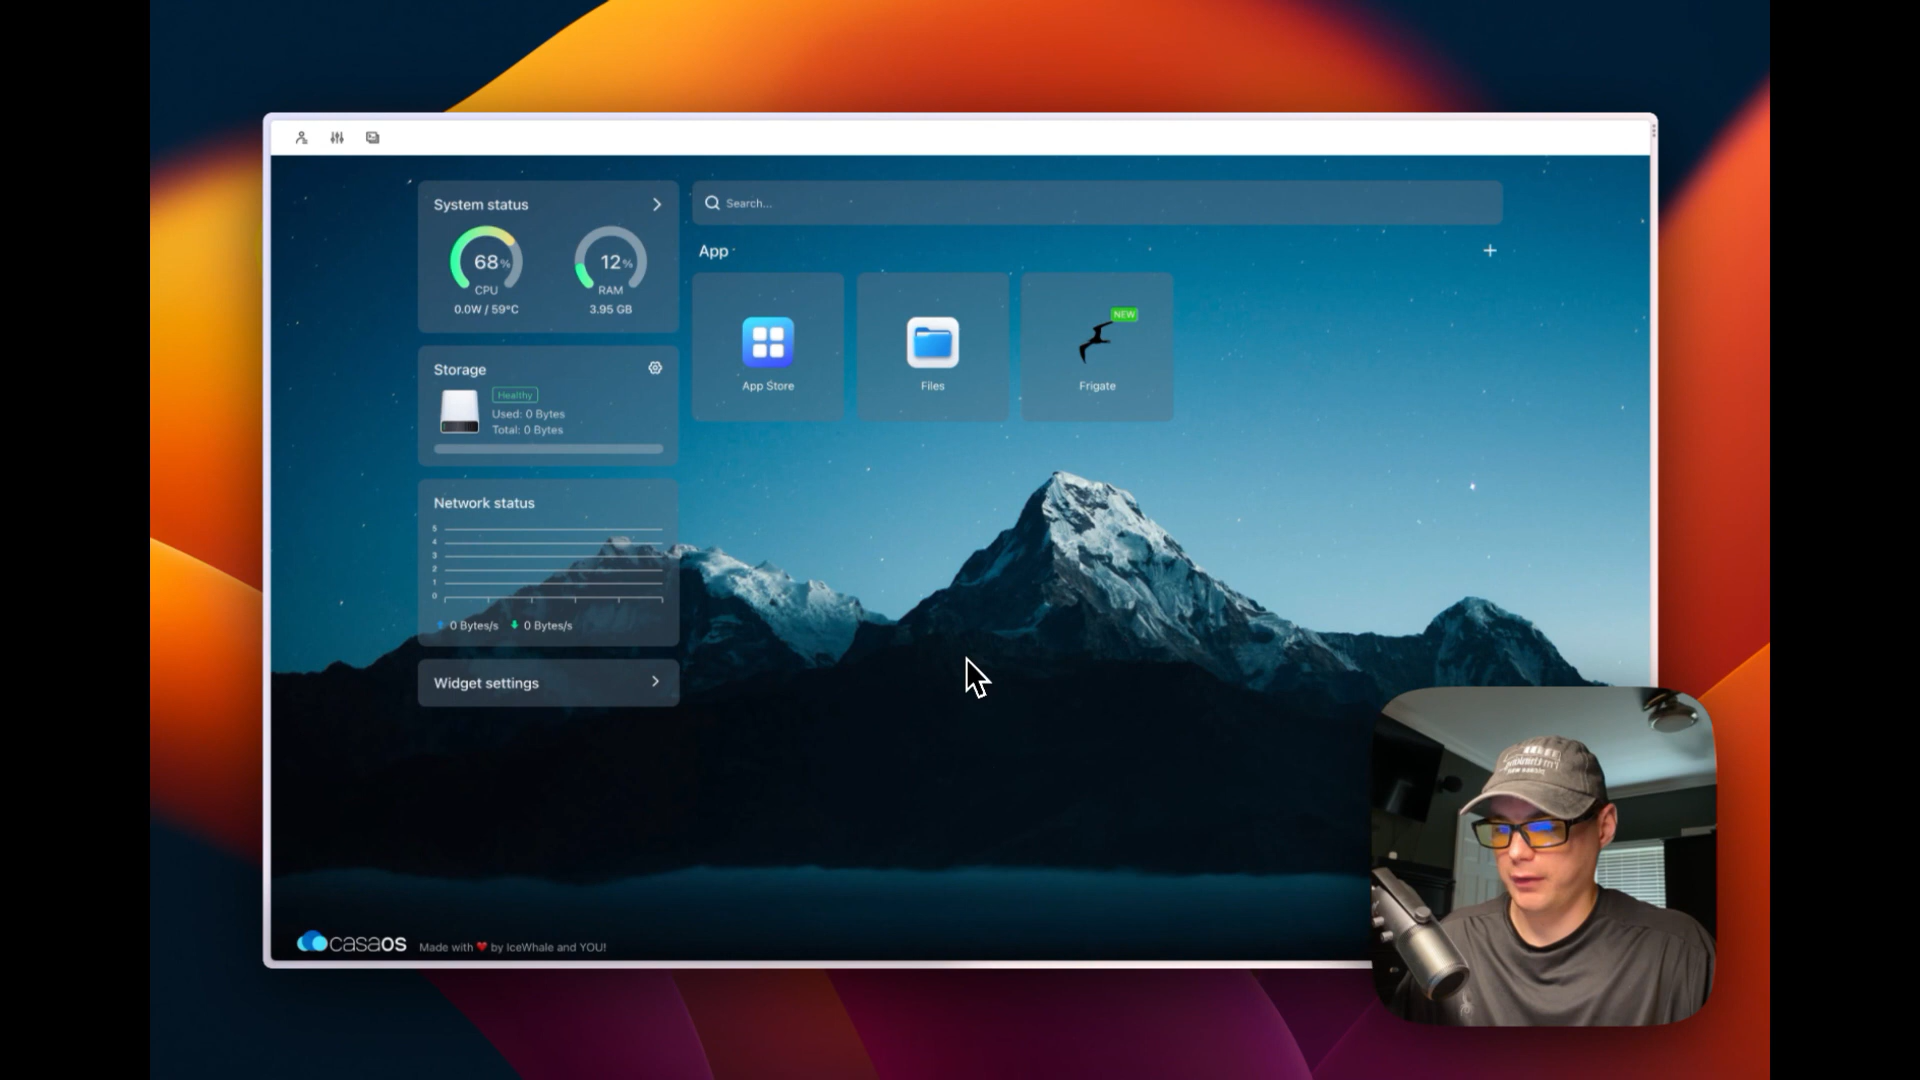 System status
68%
CPU
0.0W / 59°C
12%
RAM
3.95 GB
Storage
Healthy
Used: 0 Bytes
Total: 0 Bytes
Network status
5
4
3
2
1
0
0 Bytes/s
0 Bytes/s
Widget settings
Search...
App
App Store
Files
NEW
Frigate
casaOS
Made with ❤ by IceWhale and YOU!